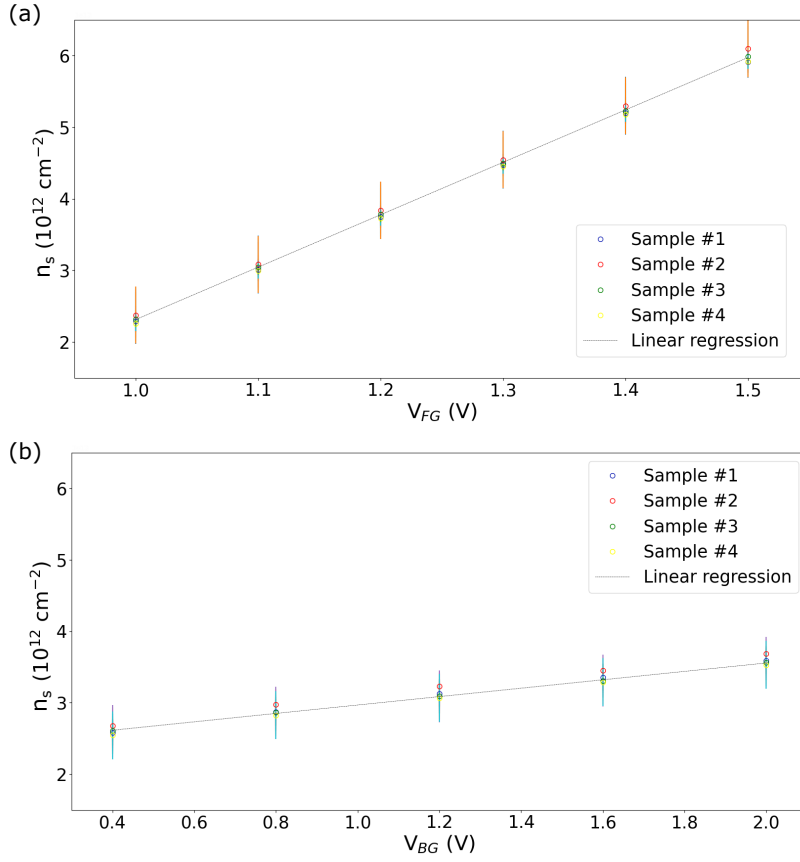 (a)
6
5
4
3
2
n_s (10^12 cm^−2)
Sample #1
Sample #2
Sample #3
Sample #4
Linear regression
1.0 1.1 1.2 1.3 1.4 1.5
V_FG (V)
(b)
6
5
4
3
2
n_s (10^12 cm^−2)
Sample #1
Sample #2
Sample #3
Sample #4
Linear regression
0.4 0.6 0.8 1.0 1.2 1.4 1.6 1.8 2.0
V_BG (V)